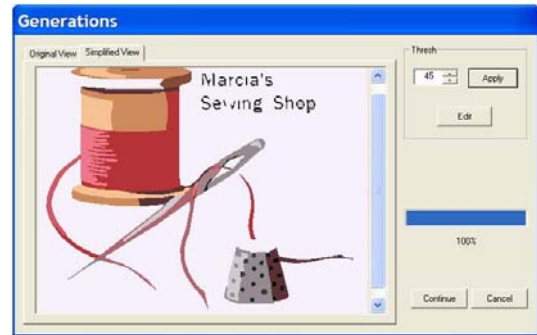 Generations
Original View Simplified View
Marcia's
Sewing Shop
Thresh
45 Apply
Edit
100%
Continue Cancel